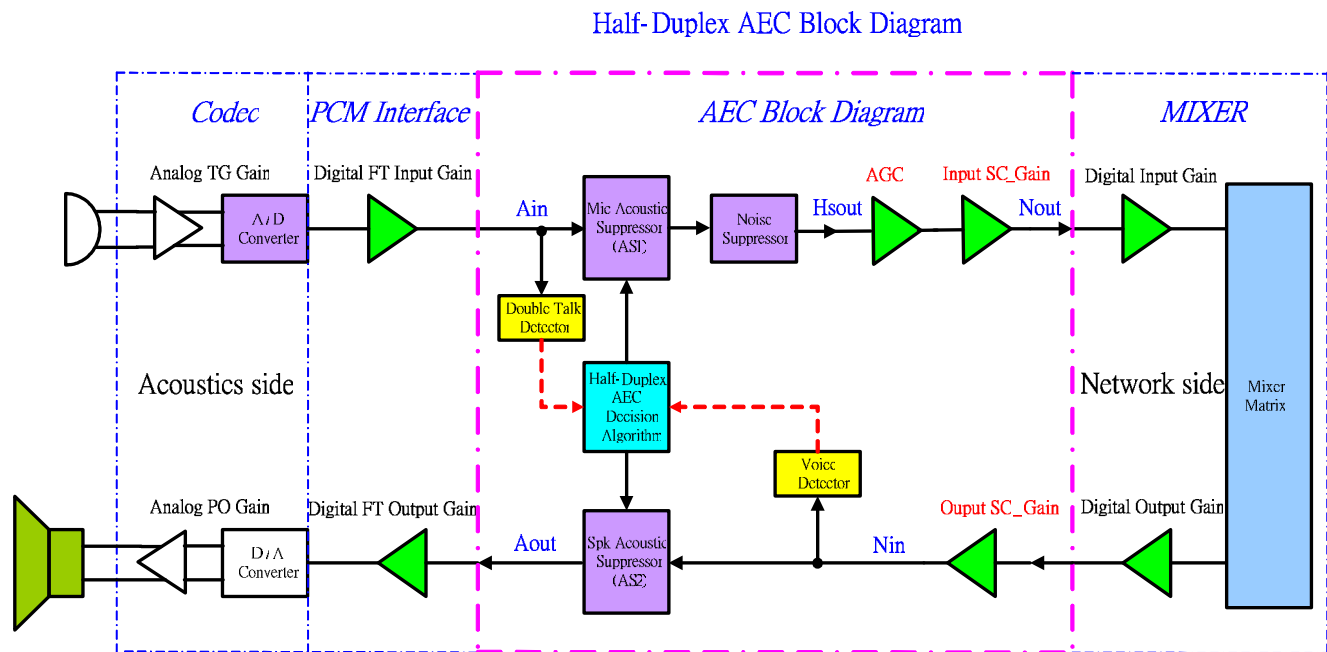 Half-Duplex AEC Block Diagram
Codec
PCM Interface
AEC Block Diagram
MIXER
Analog TG Gain
Digital FT Input Gain
AGC
Input SC_Gain
Digital Input Gain
A/D
Converter
Ain
Mic Acoustic
Suppressor
(AS1)
Noise
Suppressor
Hsout
Nout
Double Talk
Detector
Acoustics side
Half-Duplex
AEC
Decision
Algorithm
Network side
Mixer
Matrix
Voice
Detector
Analog PO Gain
Digital FT Output Gain
Ouput SC_Gain
Digital Output Gain
D/A
Converter
Aout
Spk Acoustic
Suppressor
(AS2)
Nin